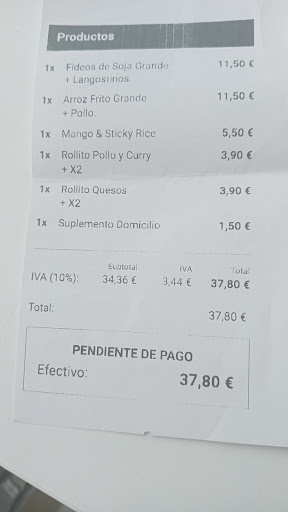 Productos
1x Fideos de Soja Grande 11,50 €
+ Langostinos.
1x Arroz Frito Grande 11,50 €
+ Pollo.
1x Mango & Sticky Rice 5,50 €
1x Rollito Pollo y Curry 3,90 €
+ X2
1x Rollito Quesos 3,90 €
+ X2
1x Suplemento Domicilio 1,50 €
Subtotal IVA Total
IVA (10%): 34,36 € 3,44 € 37,80 €
Total: 37,80 €
PENDIENTE DE PAGO
Efectivo: 37,80 €